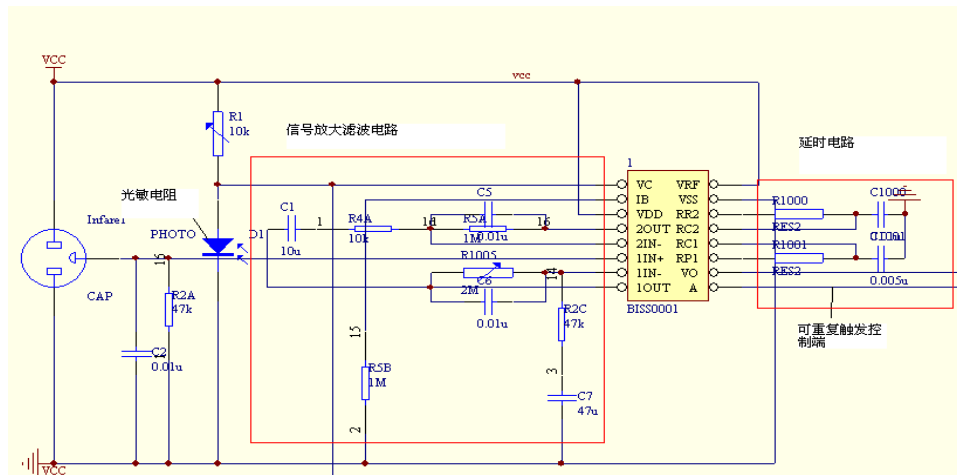 VCC
vcc
R1
10k
信号放大滤波电路
延时电路
光敏电阻
1
VC
IB
VDD
2OUT
2IN-
1IN+
1IN-
1OUT
VRF
VSS
RR2
RC2
RC1
RP1
VO
A
BISS0001
R1000
RES2
R1001
RES2
C1000
0.005u
C1
10u
1
R4A
10k
C5
0.01u
R5A
1M
16
R1005
2M
C6
0.01u
14
PHOTO
D1
CAP
15
R2A
47k
C2
0.01u
15
R5B
1M
2
R2C
47k
3
C7
47u
可重复触发控
制端
VCC